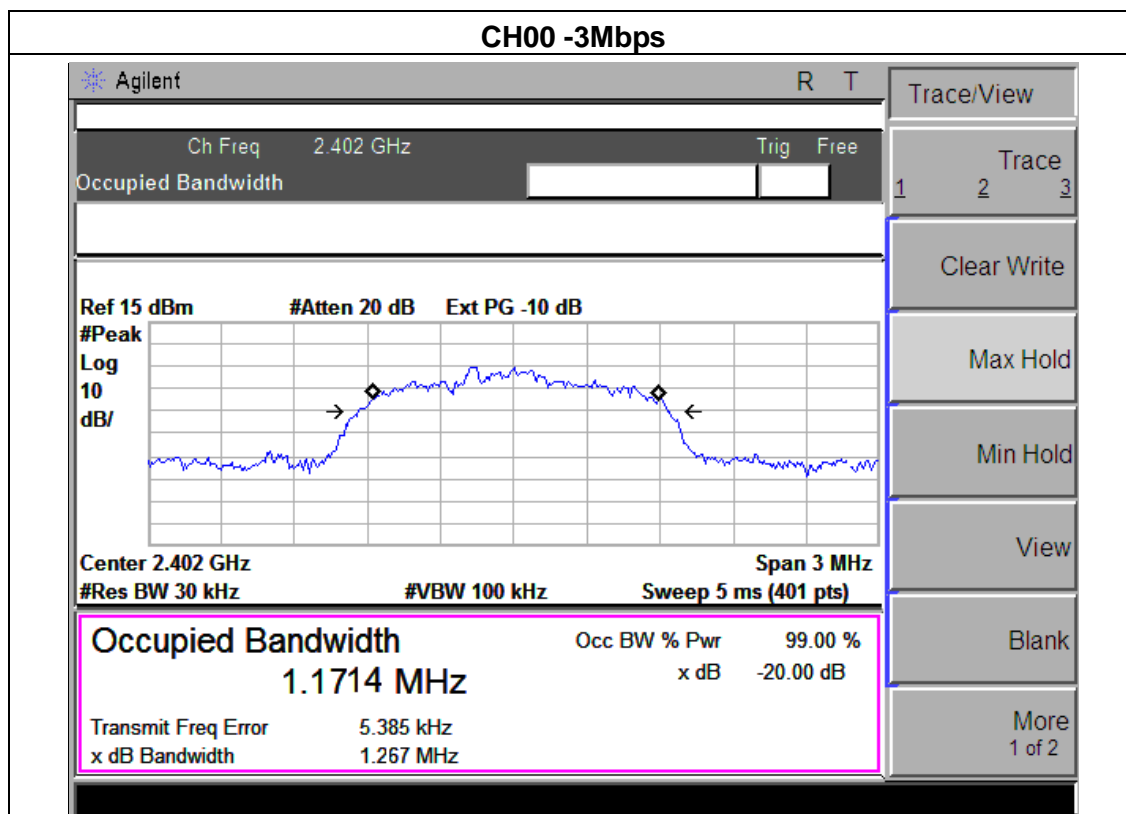 CH00 -3Mbps
Agilent R T
Trace/View
Ch Freq 2.402 GHz Trig Free
Occupied Bandwidth
Trace
1 2 3
Clear Write
Ref 15 dBm #Atten 20 dB Ext PG -10 dB
#Peak
Log
10
dB/
Max Hold
Min Hold
View
Center 2.402 GHz Span 3 MHz
#Res BW 30 kHz #VBW 100 kHz Sweep 5 ms (401 pts)
Occupied Bandwidth Occ BW % Pwr 99.00 %
1.1714 MHz x dB -20.00 dB
Blank
Transmit Freq Error 5.385 kHz
x dB Bandwidth 1.267 MHz
More
1 of 2